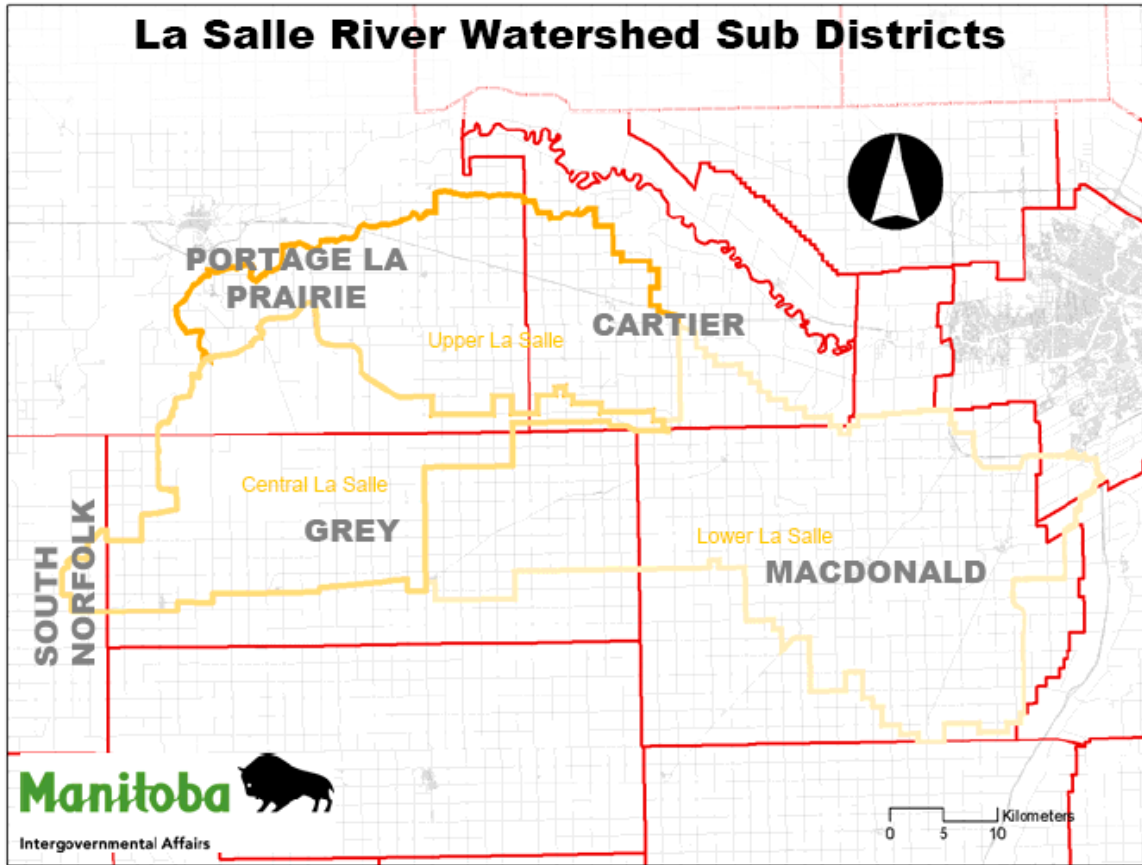 La Salle River Watershed Sub Districts
PORTAGE LA
PRAIRIE
CARTIER
Upper La Salle
Central La Salle
GREY
Lower La Salle
MACDONALD
SOUTH
NORFOLK
Manitoba
Intergovernmental Affairs
Kilometers
0 5 10